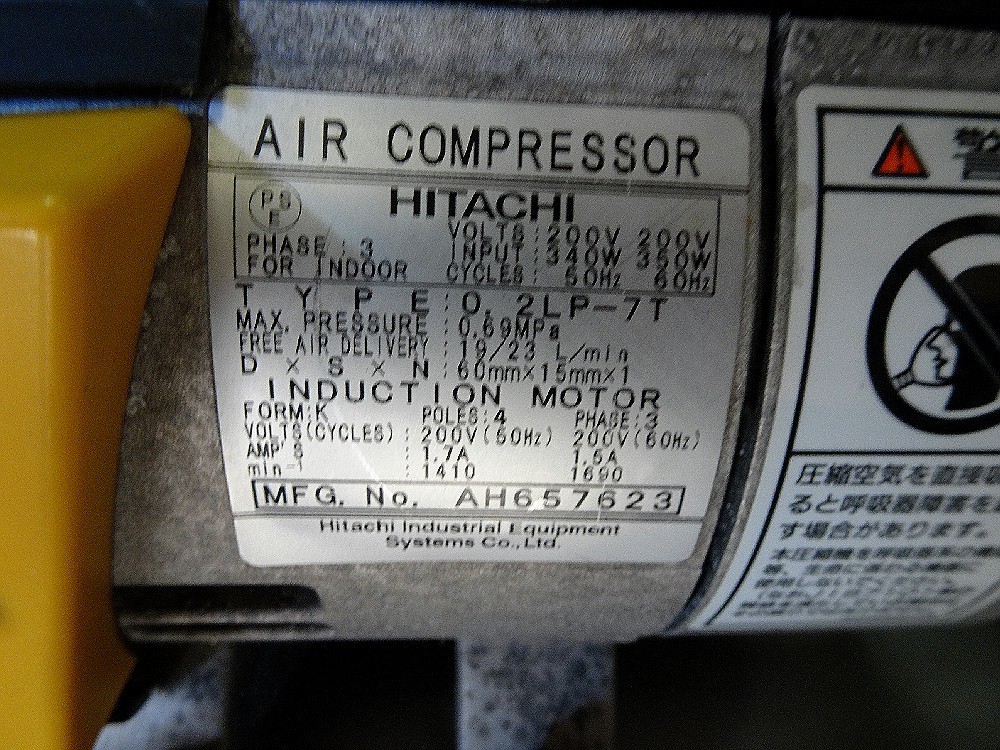 AIR COMPRESSOR
PS
E
HITACHI
VOLTS: 200V 200V
PHASE: 3 INPUT: 340W 350W
FOR INDOOR CYCLES: 50Hz 60Hz
TYPE: 0.2LP-7T
MAX. PRESSURE : 0.69MPa
FREE AIR DELIVERY : 19/23 L/min
D × S × N : 60mm×15mm×1
INDUCTION MOTOR
FORM:K POLES:4 PHASE:3
VOLTS(CYCLES) : 200V(50Hz) 200V(60Hz)
AMP'S : 1.7A 1.5A
min-1 : 1410 1690
MFG. No. AH657623
Hitachi Industrial Equipment
Systems Co., Ltd.
圧縮空気を直接吸
ると呼吸器障害を
す場合があります。